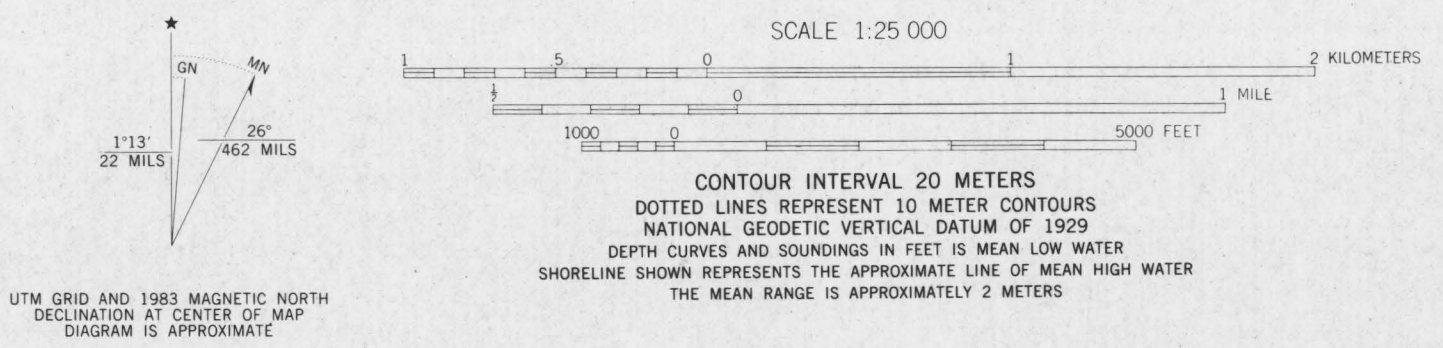 ★
GN
MN
1°13′
22 MILS
26°
462 MILS
UTM GRID AND 1983 MAGNETIC NORTH
DECLINATION AT CENTER OF MAP
DIAGRAM IS APPROXIMATE
SCALE 1:25 000
1 .5 0 1 2 KILOMETERS
½ 0 1 MILE
1000 0 5000 FEET
CONTOUR INTERVAL 20 METERS
DOTTED LINES REPRESENT 10 METER CONTOURS
NATIONAL GEODETIC VERTICAL DATUM OF 1929
DEPTH CURVES AND SOUNDINGS IN FEET IS MEAN LOW WATER
SHORELINE SHOWN REPRESENTS THE APPROXIMATE LINE OF MEAN HIGH WATER
THE MEAN RANGE IS APPROXIMATELY 2 METERS